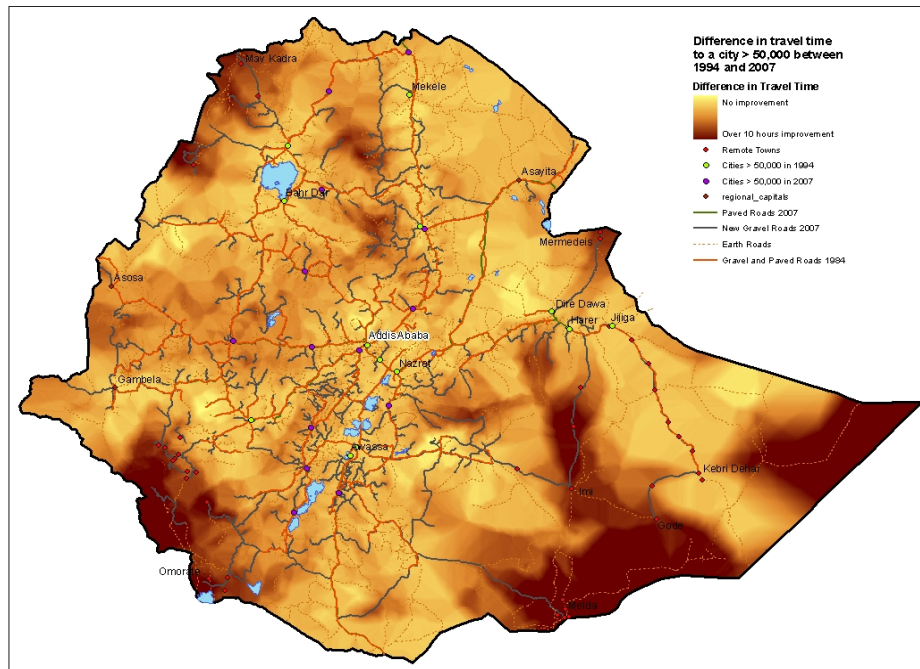 Difference in travel time
to a city > 50,000 between
1994 and 2007
Difference in Travel Time
No improvement
Over 10 hours improvement
Remote Towns
Cities > 50,000 in 1994
Cities > 50,000 in 2007
regional_capitals
Paved Roads 2007
New Gravel Roads 2007
Earth Roads
Gravel and Paved Roads 1994
May Kadra
Mekele
Asayita
Bahr Dar
Mermedeis
Asosa
Dire Dawa
Harer
Jijiga
Addis Ababa
Nazret
Gambela
Awassa
Kebri Dehar
Imi
Gode
Omorate